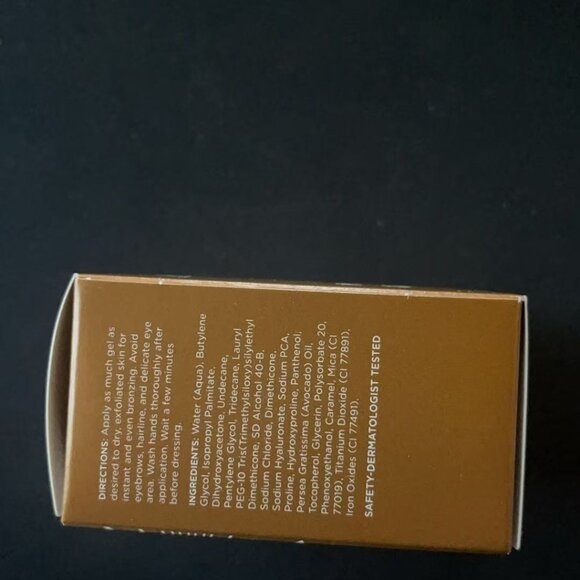 DIRECTIONS: Apply as much gel as
desired to dry, exfoliated skin for
instant and even bronzing. Avoid
eyebrows, hairline, and delicate eye
area. Wash hands thoroughly after
application. Wait a few minutes
before dressing.
INGREDIENTS: Water (Aqua), Butylene
Glycol, Isopropyl Palmitate,
Dihydroxyacetone, Undecane,
Pentylene Glycol, Tridecane, Lauryl
PEG-10 Tris(Trimethylsiloxy)silylethyl
Dimethicone, SD Alcohol 40-B,
Sodium Chloride, Dimethicone,
Sodium Hyaluronate, Sodium PCA,
Proline, Hydroxyproline, Panthenol,
Persea Gratissima (Avocado) Oil,
Tocopherol, Glycerin, Polysorbate 20,
Phenoxyethanol, Caramel, Mica (CI
77019), Titanium Dioxide (CI 77891),
Iron Oxides (CI 77491).
SAFETY-DERMATOLOGIST TESTED